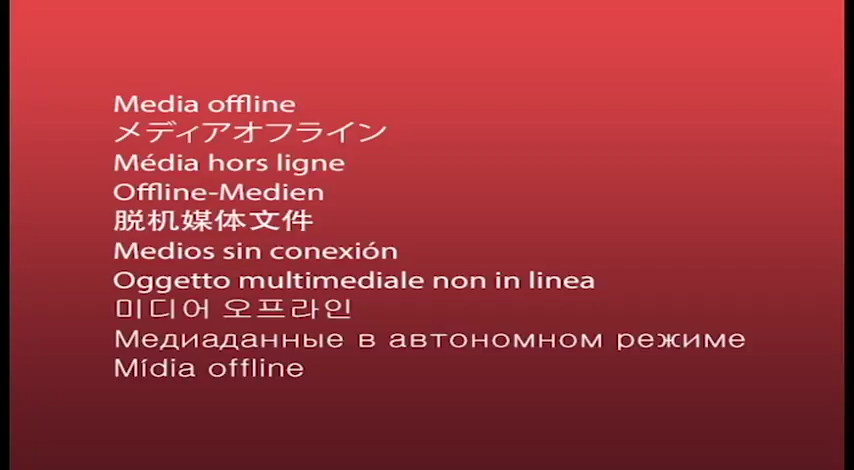 Media offline
メディアオフライン
Média hors ligne
Offline-Medien
脱机媒体文件
Medios sin conexión
Oggetto multimediale non in linea
미디어 오프라인
Медиаданные в автономном режиме
Mídia offline